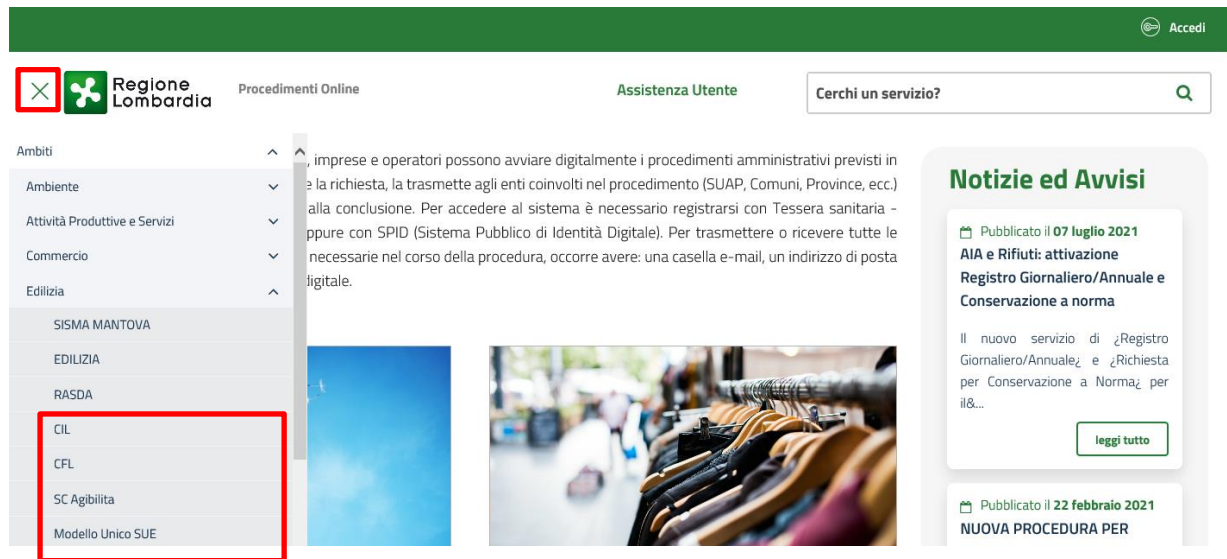 Accedi
Regione
Lombardia
Procedimenti Online
Assistenza Utente
Cerchi un servizio?
Ambiti
Ambiente
Attività Produttive e Servizi
Commercio
Edilizia
SISMA MANTOVA
EDILIZIA
RASDA
CIL
CFL
SC Agibilita
Modello Unico SUE
, imprese e operatori possono avviare digitalmente i procedimenti amministrativi previsti in
e la richiesta, la trasmette agli enti coinvolti nel procedimento (SUAP, Comuni, Province, ecc.)
alla conclusione. Per accedere al sistema è necessario registrarsi con Tessera sanitaria -
ppure con SPID (Sistema Pubblico di Identità Digitale). Per trasmettere o ricevere tutte le
necessarie nel corso della procedura, occorre avere: una casella e-mail, un indirizzo di posta
digitale.
Notizie ed Avvisi
Pubblicato il 07 luglio 2021
AIA e Rifiuti: attivazione
Registro Giornaliero/Annuale e
Conservazione a norma
Il nuovo servizio di ¿Registro
Giornaliero/Annuale¿ e ¿Richiesta
per Conservazione a Norma¿ per
il&...
leggi tutto
Pubblicato il 22 febbraio 2021
NUOVA PROCEDURA PER